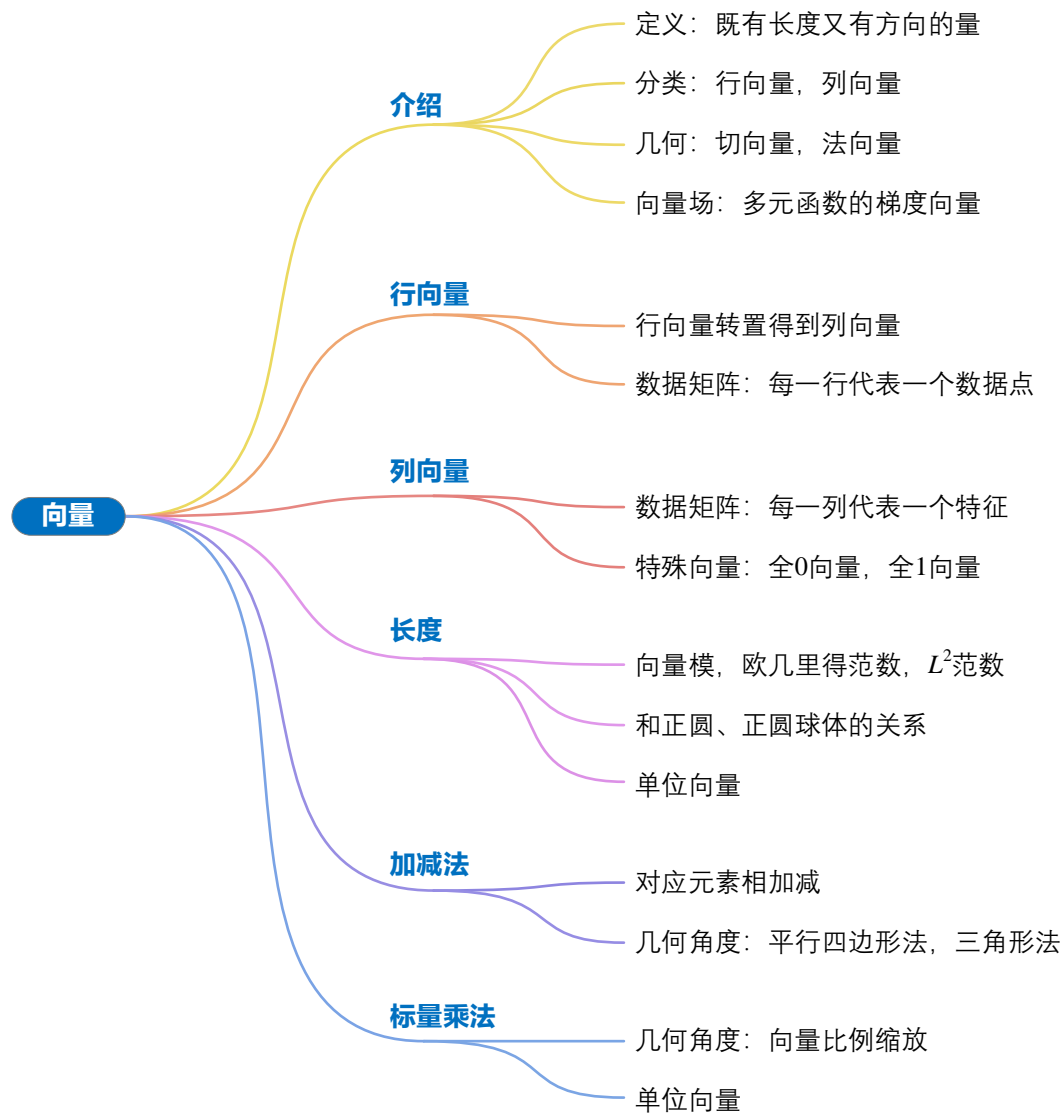 向量
介绍
定义：既有长度又有方向的量
分类：行向量，列向量
几何：切向量，法向量
向量场：多元函数的梯度向量
行向量
行向量转置得到列向量
数据矩阵：每一行代表一个数据点
列向量
数据矩阵：每一列代表一个特征
特殊向量：全0向量，全1向量
长度
向量模，欧几里得范数，L²范数
和正圆、正圆球体的关系
单位向量
加减法
对应元素相加减
几何角度：平行四边形法，三角形法
标量乘法
几何角度：向量比例缩放
单位向量